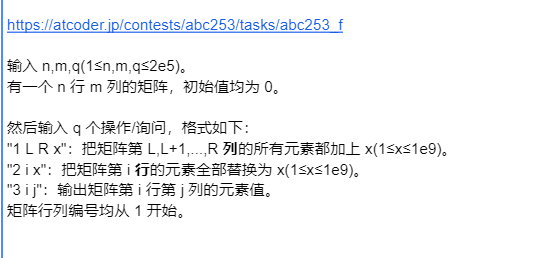 https://atcoder.jp/contests/abc253/tasks/abc253_f
输入 n,m,q(1≤n,m,q≤2e5)。
有一个 n 行 m 列的矩阵，初始值均为 0。
然后输入 q 个操作/询问，格式如下：
"1 L R x"：把矩阵第 L,L+1,...,R 列的所有元素都加上 x(1≤x≤1e9)。
"2 i x"：把矩阵第 i 行的元素全部替换为 x(1≤x≤1e9)。
"3 i j"：输出矩阵第 i 行第 j 列的元素值。
矩阵行列编号均从 1 开始。